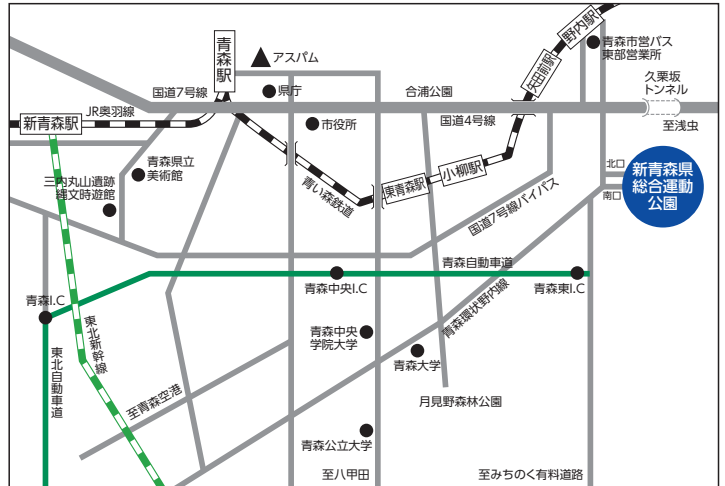 野内駅
青森市営バス
東部営業所
青森駅
アスパム
矢田前駅
久栗坂
トンネル
国道7号線
県庁
合浦公園
JR奥羽線
新青森駅
市役所
国道4号線
至浅虫
青森県立
美術館
小柳駅
北口
新青森県
総合運動
公園
三内丸山遺跡
縄文時遊館
東青森駅
青い森鉄道
南口
国道7号線バイパス
青森自動車道
青森I.C
青森中央I.C
青森東I.C
東北新幹線
青森環状野内線
青森中央
学院大学
東北自動車道
青森大学
至青森空港
月見野森林公園
青森公立大学
至八甲田
至みちのく有料道路